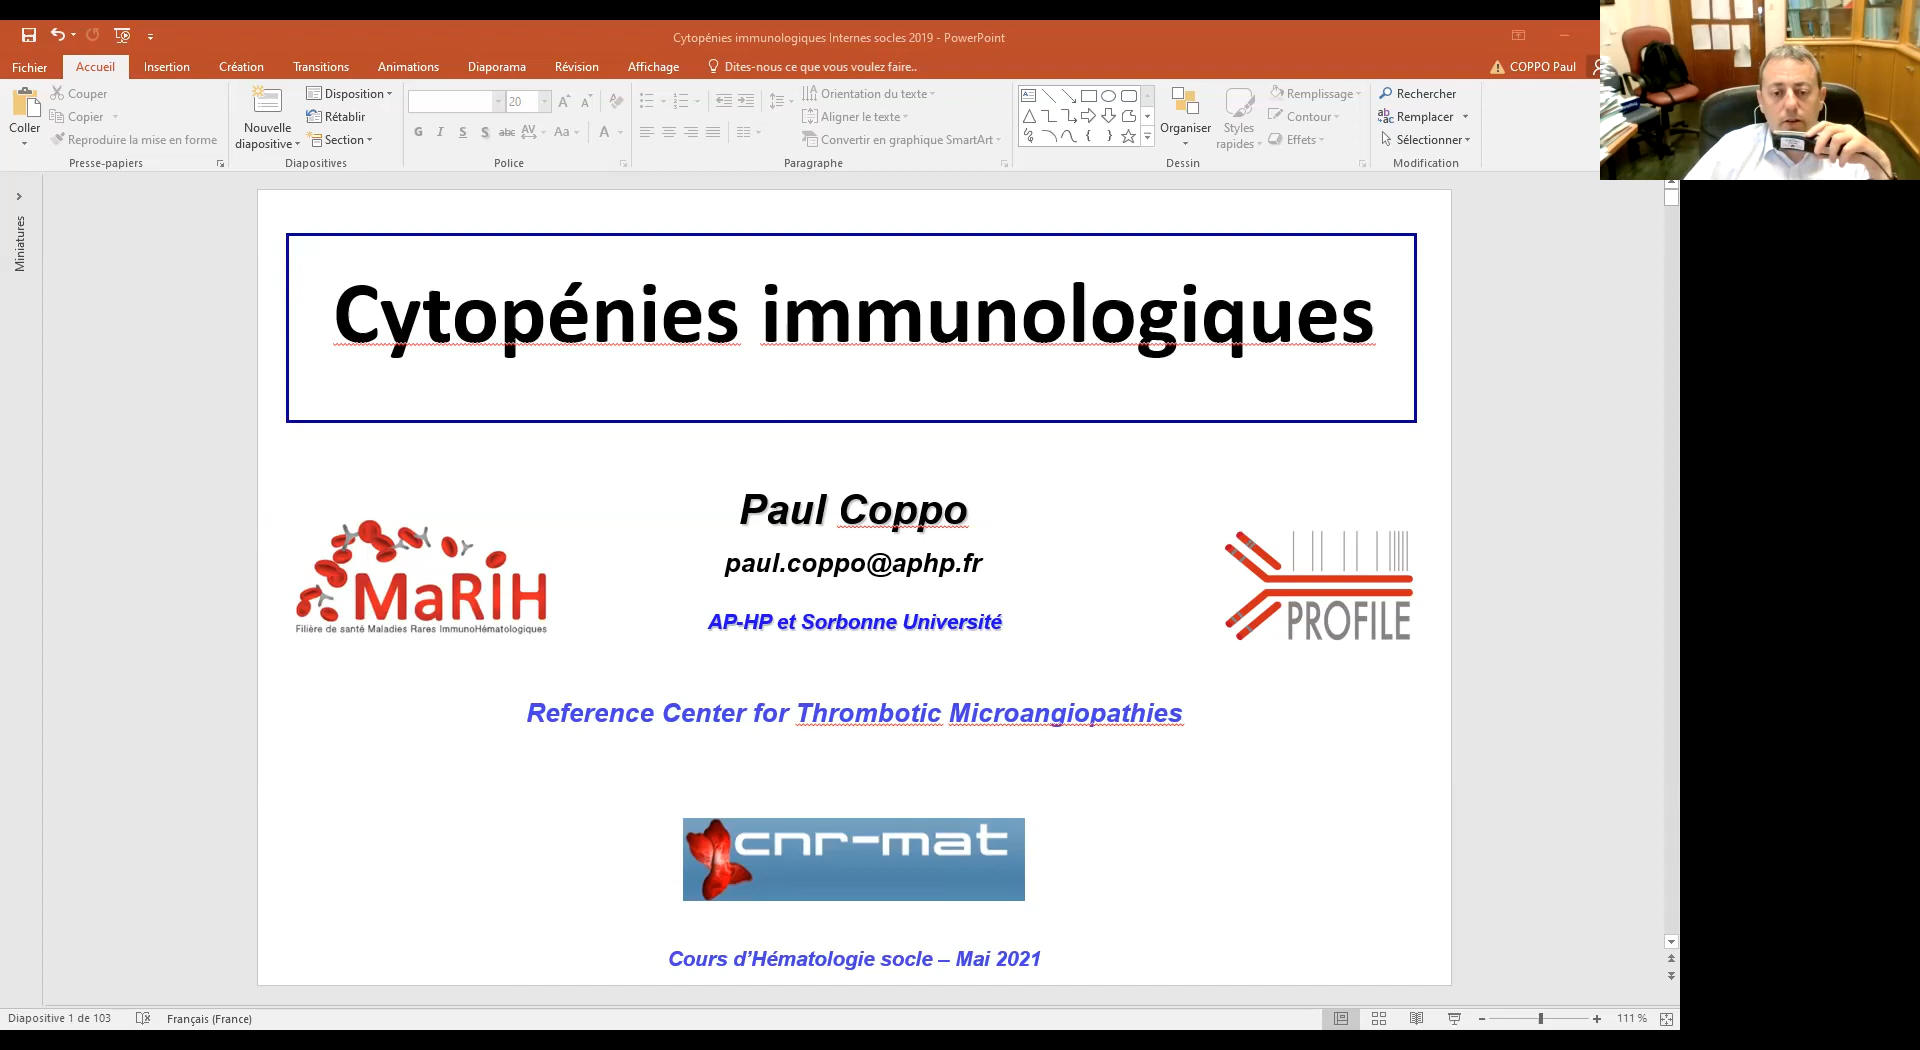 Cytopénies immunologiques Internes socles 2019 - PowerPoint
Fichier Accueil Insertion Création Transitions Animations Diaporama Révision Affichage Dites-nous ce que vous voulez faire.. COPPO Paul
Coller
Couper
Copier
Reproduire la mise en forme
Presse-papiers
Nouvelle
diapositive
Disposition
Rétablir
Section
Diapositives
20
G I S S abc AV Aa A
Police
Orientation du texte
Aligner le texte
Convertir en graphique SmartArt
Paragraphe
Organiser
Styles
rapides
Remplissage
Contour
Effets
Dessin
Rechercher
Remplacer
Sélectionner
Modification
Miniatures
Cytopénies immunologiques
Paul Coppo
paul.coppo@aphp.fr
AP-HP et Sorbonne Université
MaRIH
Filière de santé Maladies Rares ImmunoHématologiques
PROFILE
Reference Center for Thrombotic Microangiopathies
cnr-mat
Cours d’Hématologie socle – Mai 2021
Diapositive 1 de 103 Français (France) 111 %